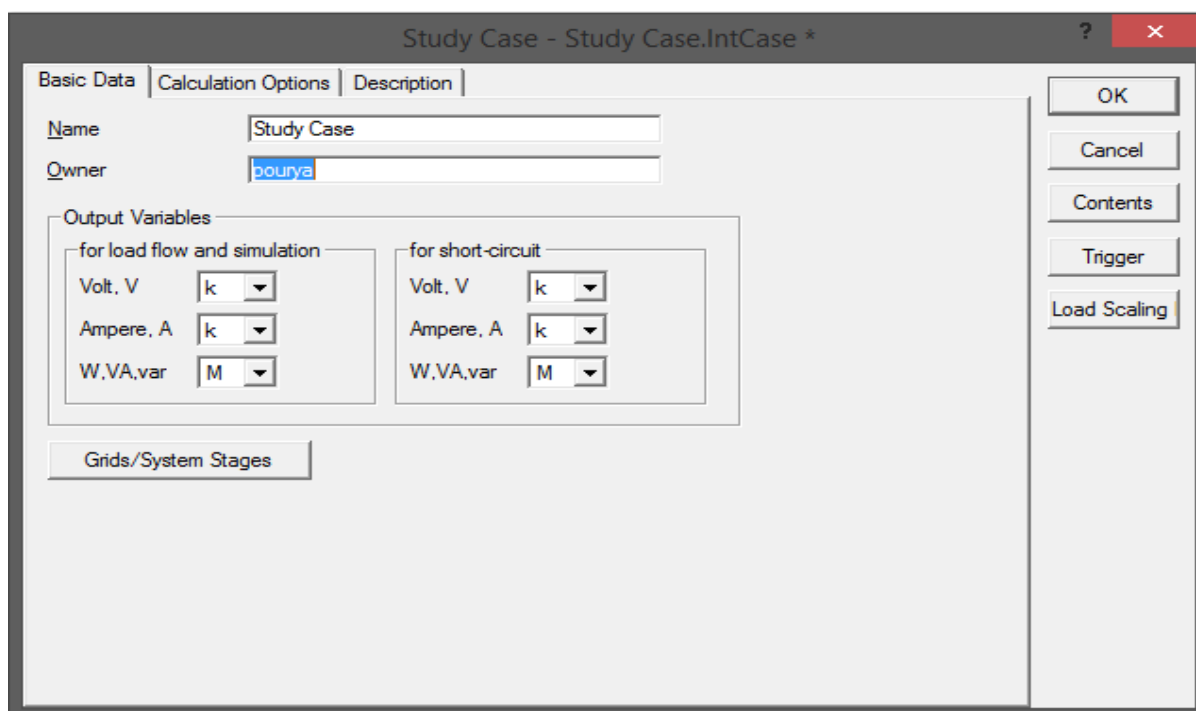 Study Case - Study Case.IntCase *
?
Basic Data
Calculation Options
Description
Name
Study Case
Owner
pourya
Output Variables
for load flow and simulation
Volt, V
k
Ampere, A
k
W,VA,var
M
for short-circuit
Volt, V
k
Ampere, A
k
W,VA,var
M
Grids/System Stages
OK
Cancel
Contents
Trigger
Load Scaling